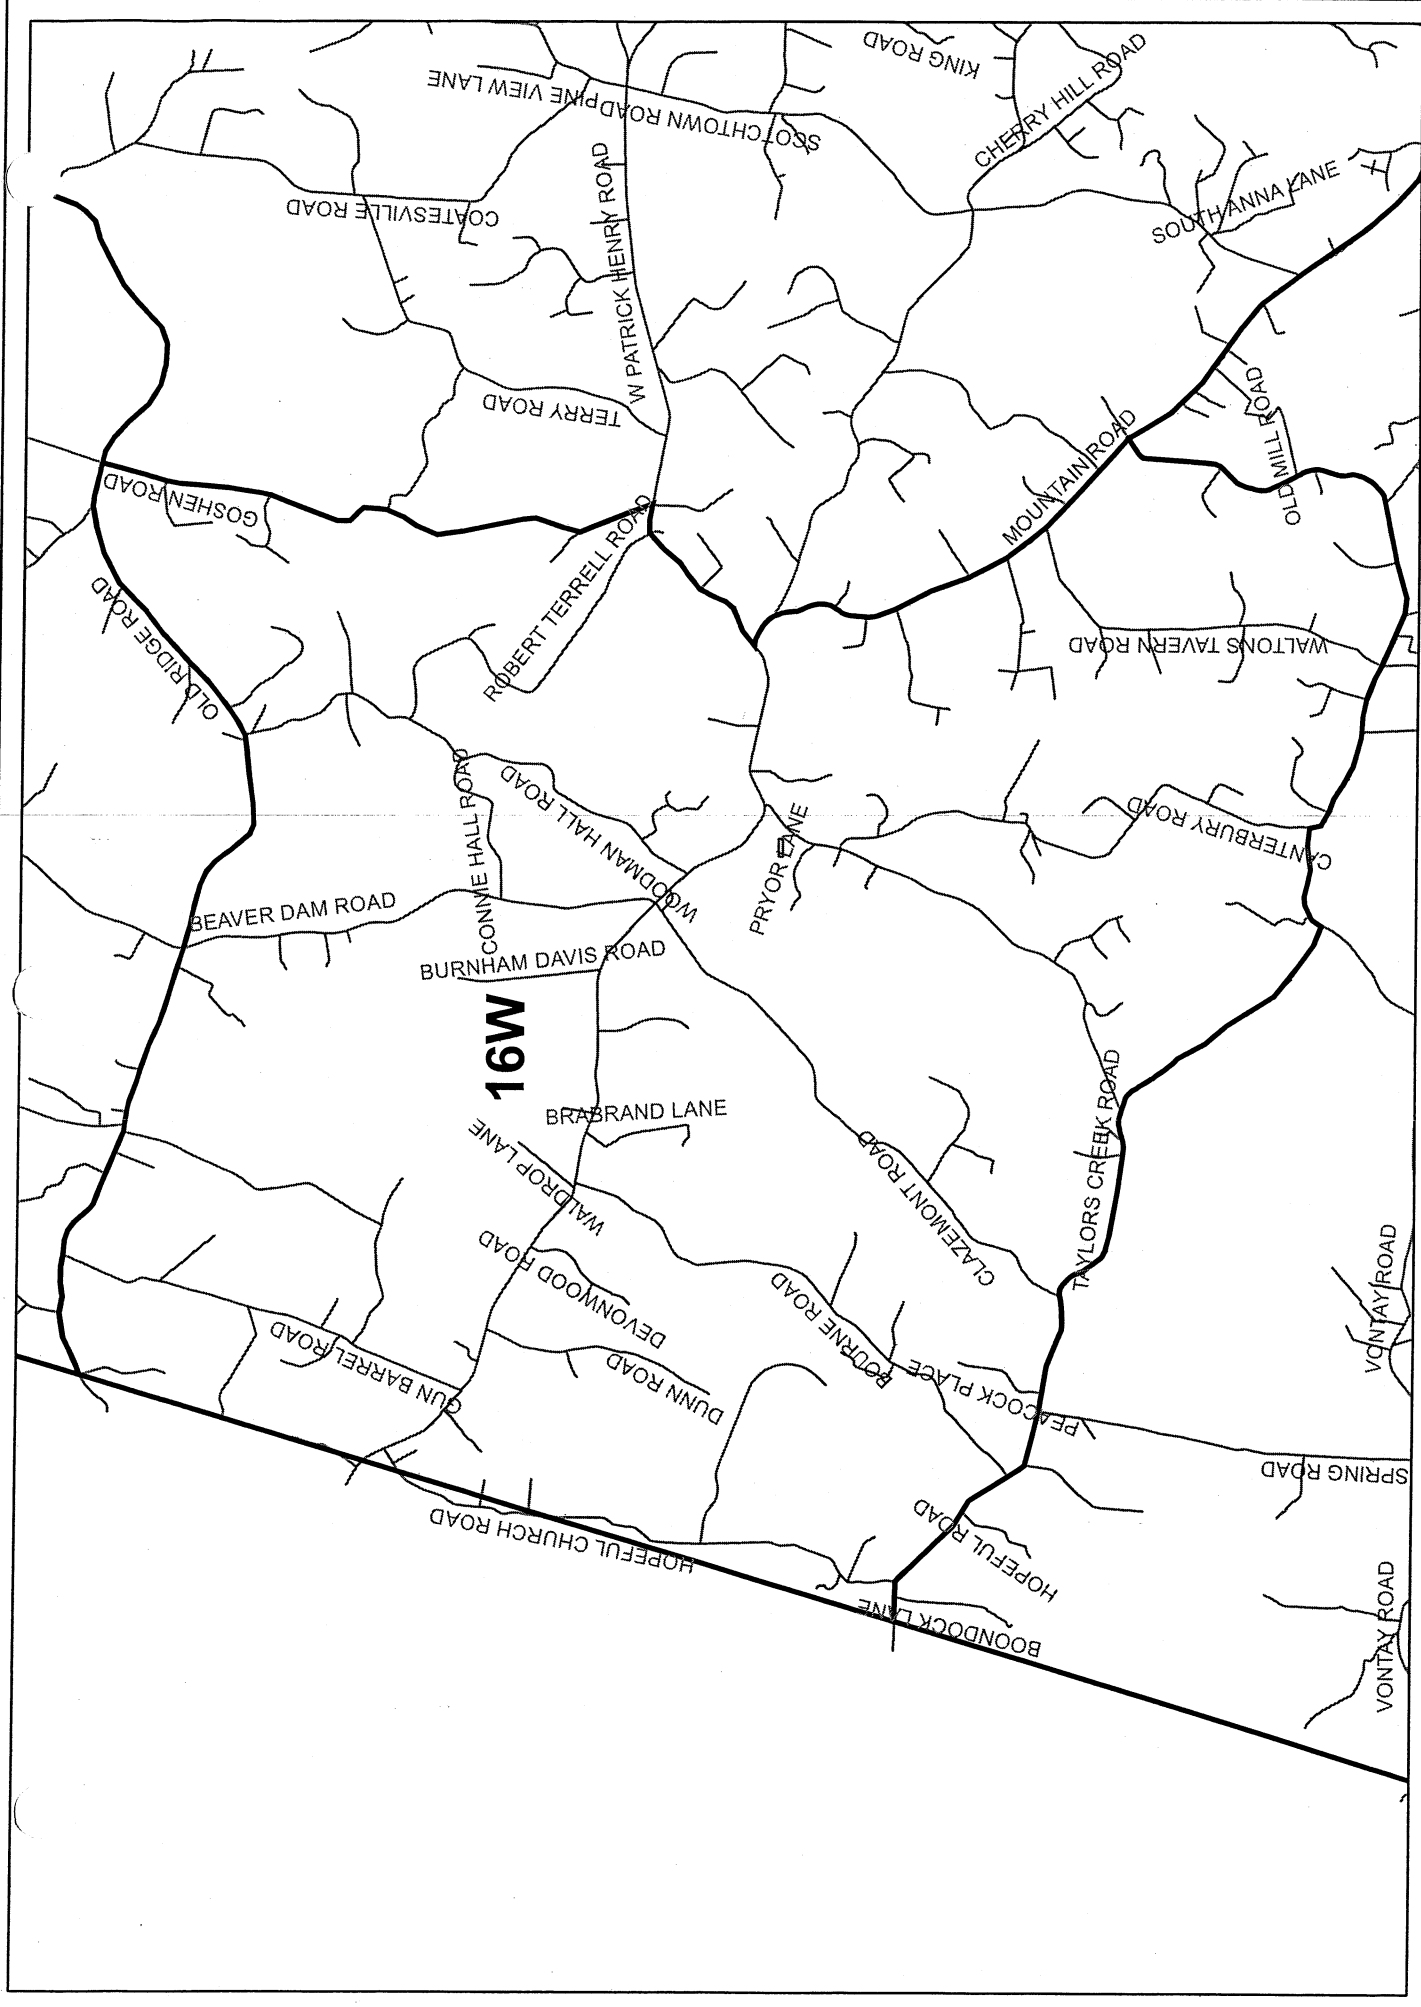 KING ROAD
PINE VIEW LANE
CHERRY HILL ROAD
SCOTCHTOWN ROAD
COATESVILLE ROAD
W PATRICK HENRY ROAD
SOUTH ANNA LANE
TERRY ROAD
OLD MILL ROAD
MOUNTAIN ROAD
GOSHEN ROAD
ROBERT TERRELL ROAD
OLD RIDGE ROAD
WALTONS TAVERN ROAD
CONNIE HALL ROAD
WOODMAN HALL ROAD
PRYOR LANE
CANTERBURY ROAD
BEAVER DAM ROAD
BURNHAM DAVIS ROAD
16W
BRABRAND LANE
WALDROP LANE
CLAZEMONT ROAD
TAYLORS CREEK ROAD
DEVONWOOD ROAD
BOURNE ROAD
VONTAY ROAD
GUN BARREL ROAD
DUNN ROAD
PEACOCK PLACE
SPRING ROAD
HOPEFUL CHURCH ROAD
HOPEFUL ROAD
BOONDOCK LANE
VONTAY ROAD